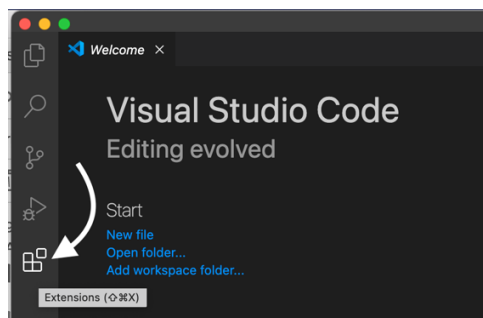 Welcome ×
Visual Studio Code
Editing evolved
Start
New file
Open folder...
Add workspace folder...
Extensions (⇧⌘X)